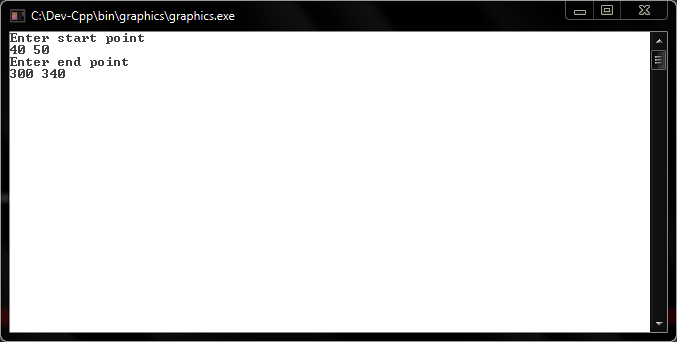 C:\Dev-Cpp\bin\graphics\graphics.exe
Enter start point
40 50
Enter end point
300 340